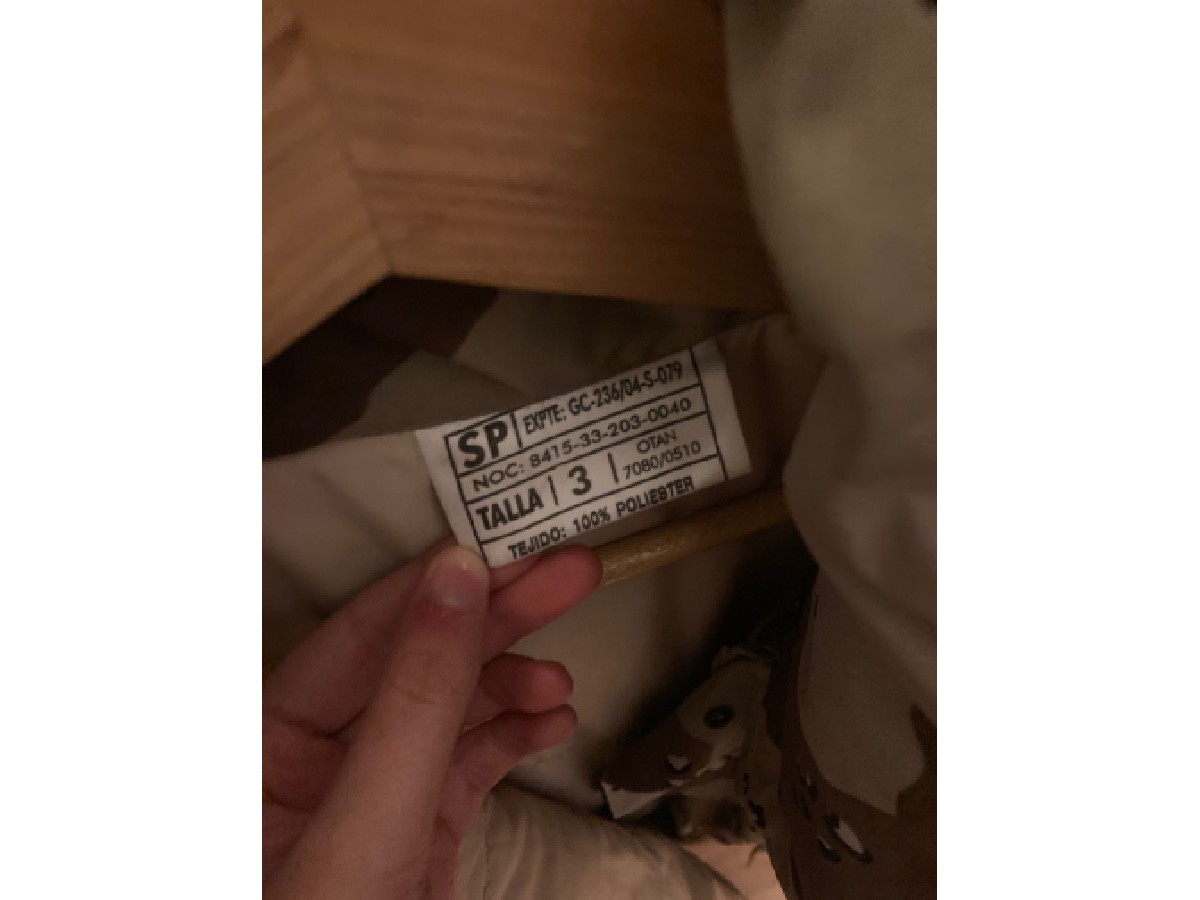 SP EXPTE: GC-236/04-S-079
NOC: 8415-33-203-0040
TALLA 3 OTAN 7080/0510
TEJIDO: 100% POLIESTER